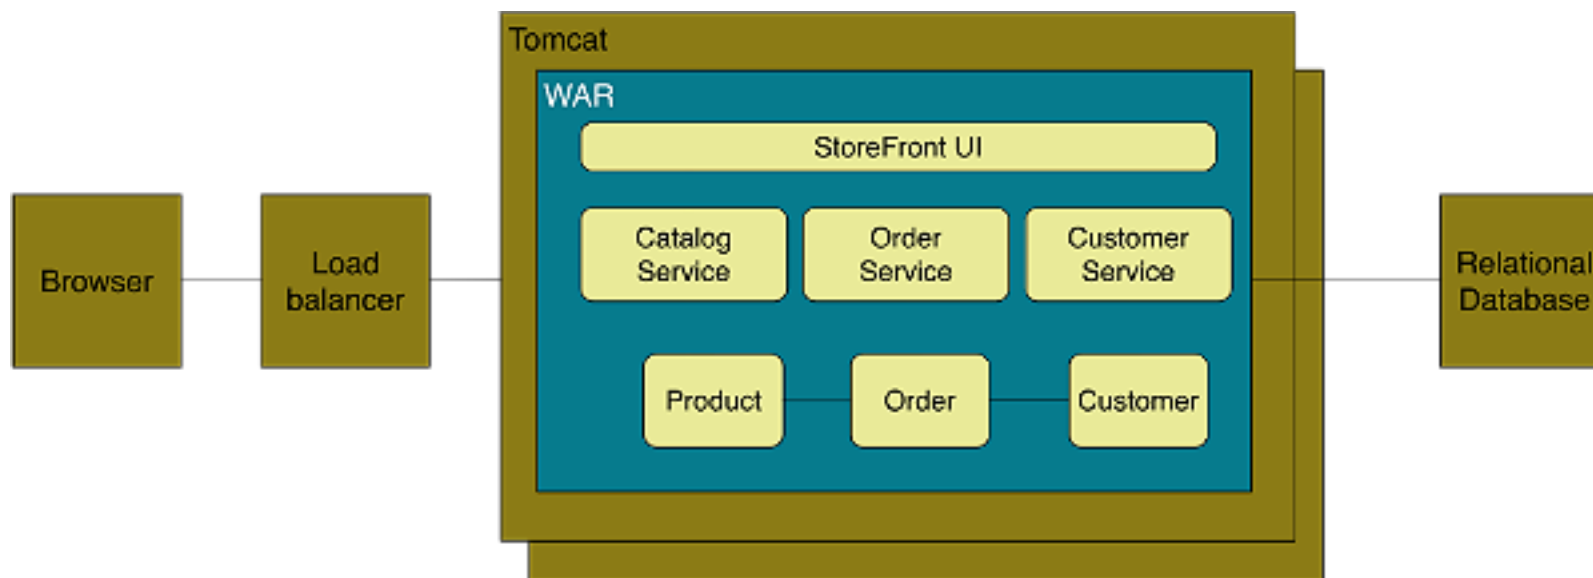 Tomcat
WAR
StoreFront UI
Catalog
Service
Order
Service
Customer
Service
Browser
Load
balancer
Relational
Database
Product
Order
Customer